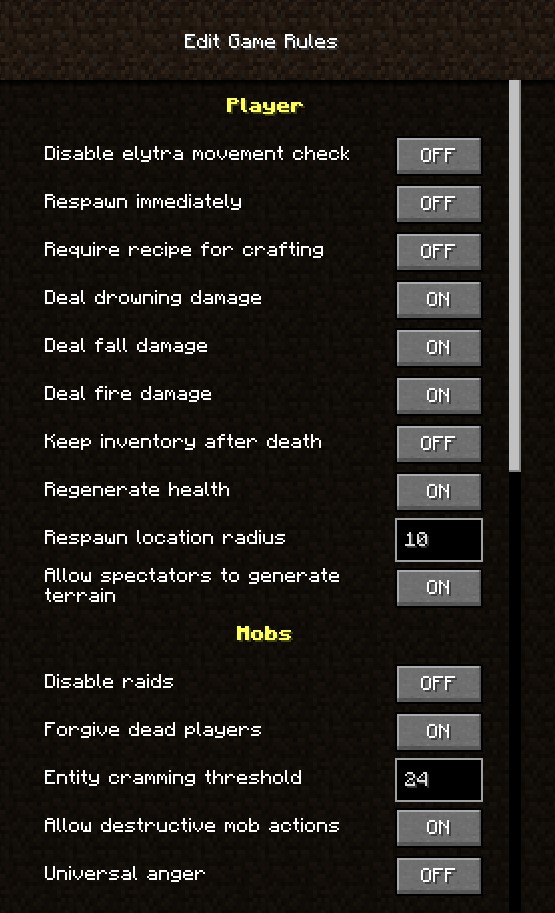 Edit Game Rules
Player
Disable elytra movement check OFF
Respawn immediately OFF
Require recipe for crafting OFF
Deal drowning damage ON
Deal fall damage ON
Deal fire damage ON
Keep inventory after death OFF
Regenerate health ON
Respawn location radius 10
Allow spectators to generate
terrain ON
Mobs
Disable raids OFF
Forgive dead players ON
Entity cramming threshold 24
Allow destructive mob actions ON
Universal anger OFF